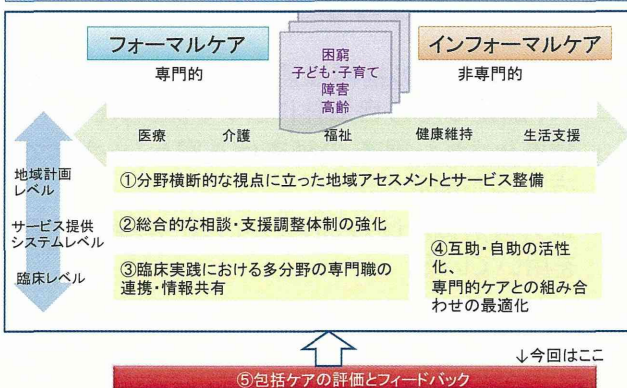 フォーマルケア
専門的
困窮
子ども・子育て
障害
高齢
インフォーマルケア
非専門的
医療 介護 福祉 健康維持 生活支援
地域計画
レベル
①分野横断的な視点に立った地域アセスメントとサービス整備
サービス提供
システムレベル
②総合的な相談・支援調整体制の強化
臨床レベル
③臨床実践における多分野の専門職の
連携・情報共有
④互助・自助の活性
化、
専門的ケアとの組み合
わせの最適化
↓今回はここ
⑤包括ケアの評価とフィードバック